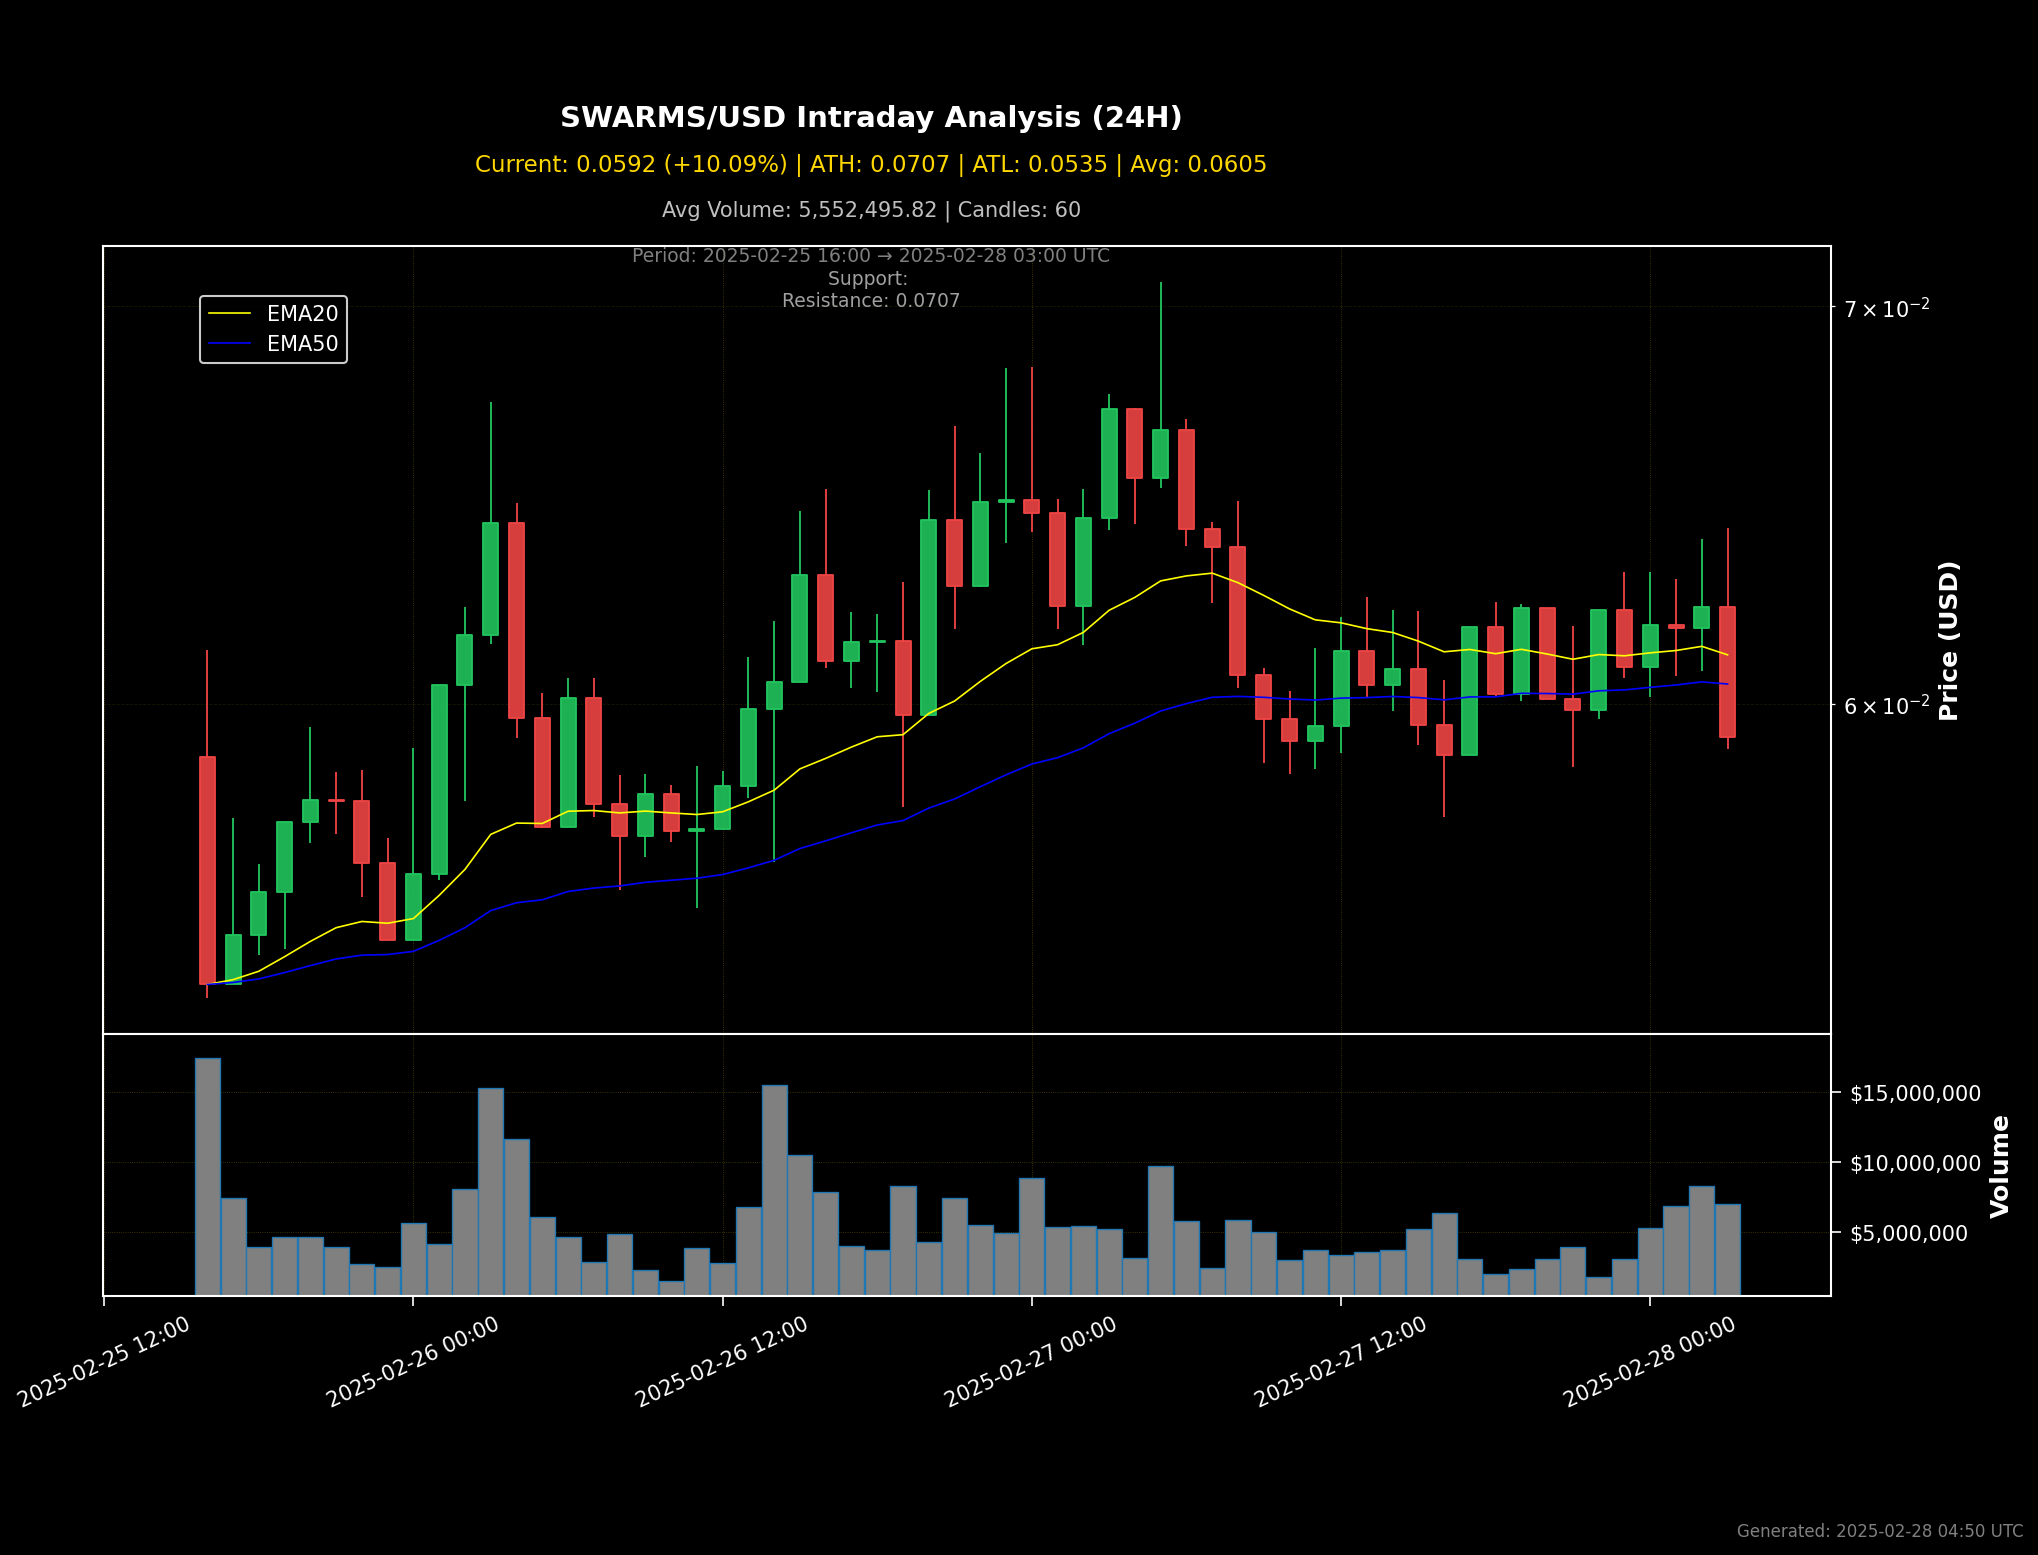 SWARMS/USD Intraday Analysis (24H)
Current: 0.0592 (+10.09%) | ATH: 0.0707 | ATL: 0.0535 | Avg: 0.0605
Avg Volume: 5,552,495.82 | Candles: 60
Period: 2025-02-25 16:00 → 2025-02-28 03:00 UTC
Support:
Resistance: 0.0707
EMA20
EMA50
7 × 10⁻²
6 × 10⁻²
Price (USD)
$15,000,000
$10,000,000
$5,000,000
Volume
2025-02-25 12:00
2025-02-26 00:00
2025-02-26 12:00
2025-02-27 00:00
2025-02-27 12:00
2025-02-28 00:00
Generated: 2025-02-28 04:50 UTC